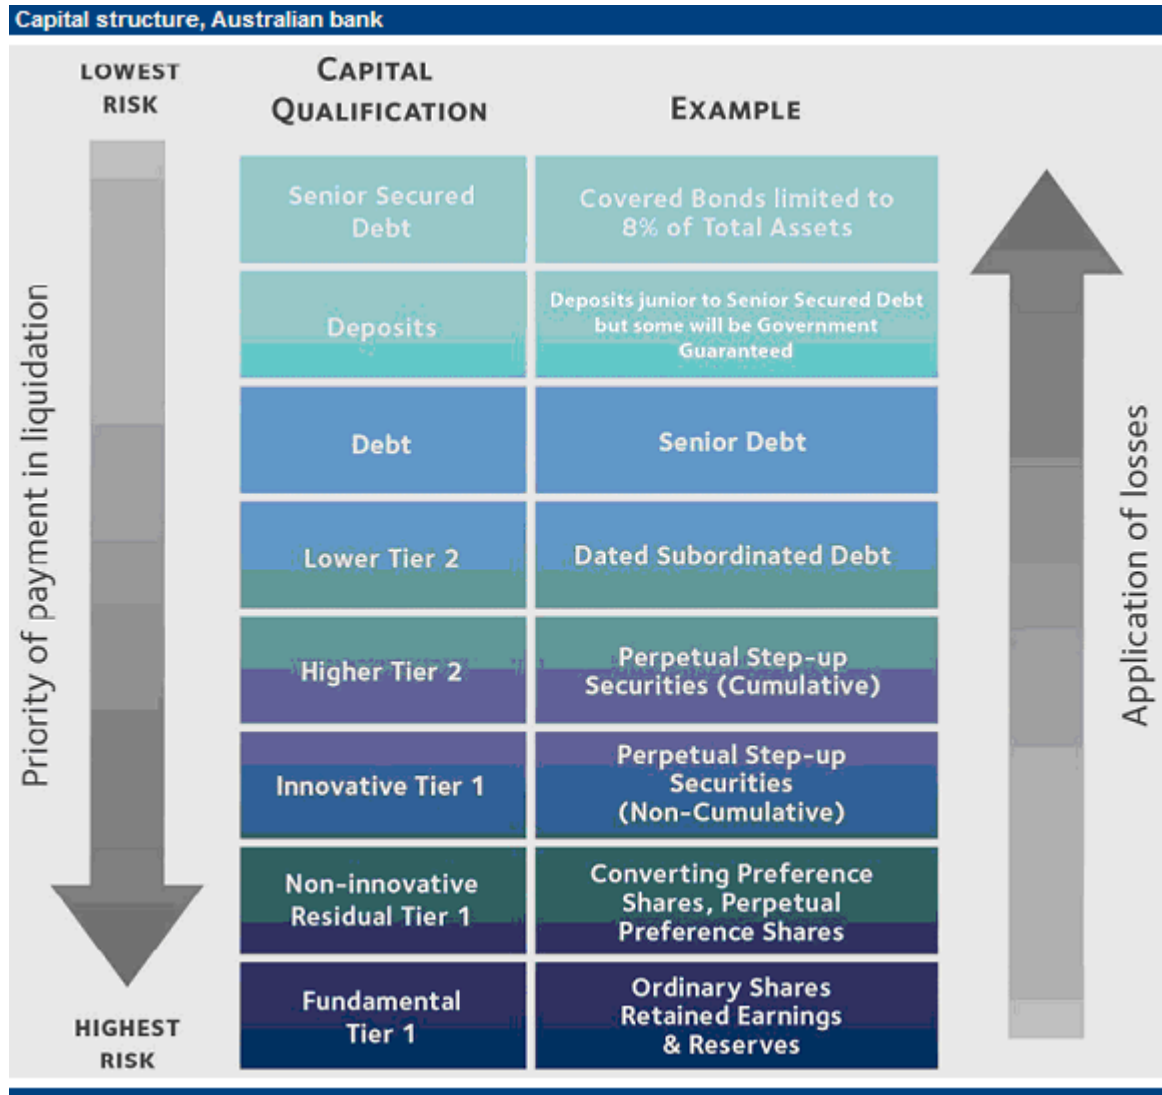 Capital structure, Australian bank
LOWEST
RISK
CAPITAL
QUALIFICATION
EXAMPLE
Priority of payment in liquidation
Application of losses
Senior Secured
Debt
Covered Bonds limited to
8% of Total Assets
Deposits
Deposits junior to Senior Secured Debt
but some will be Government
Guaranteed
Debt
Senior Debt
Lower Tier 2
Dated Subordinated Debt
Higher Tier 2
Perpetual Step-up
Securities (Cumulative)
Innovative Tier 1
Perpetual Step-up
Securities
(Non-Cumulative)
Non-innovative
Residual Tier 1
Converting Preference
Shares, Perpetual
Preference Shares
Fundamental
Tier 1
Ordinary Shares
Retained Earnings
& Reserves
HIGHEST
RISK